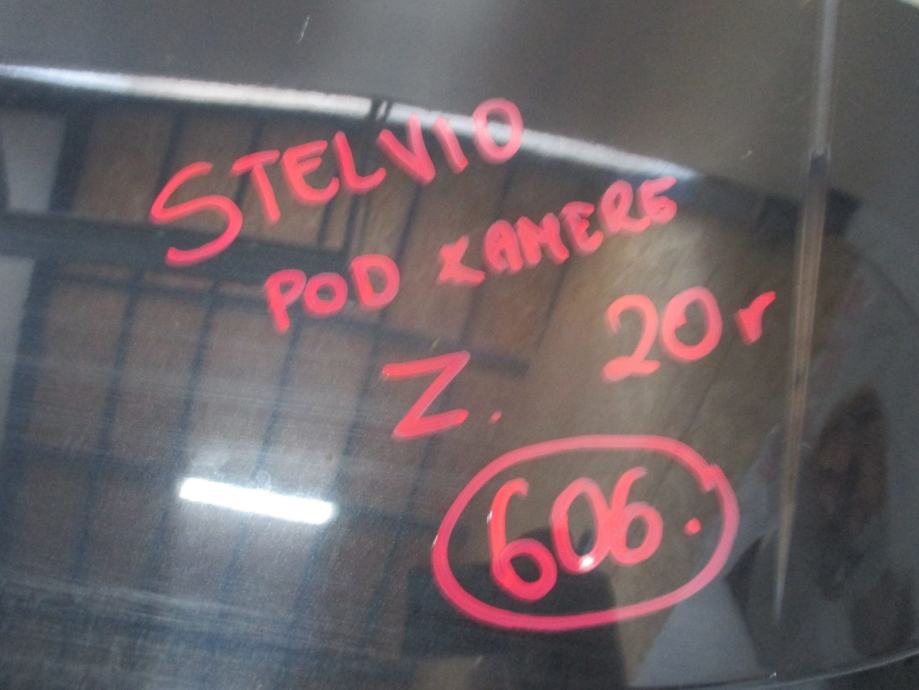 STELVIO
POD KAMERE
20r
Z.
606.